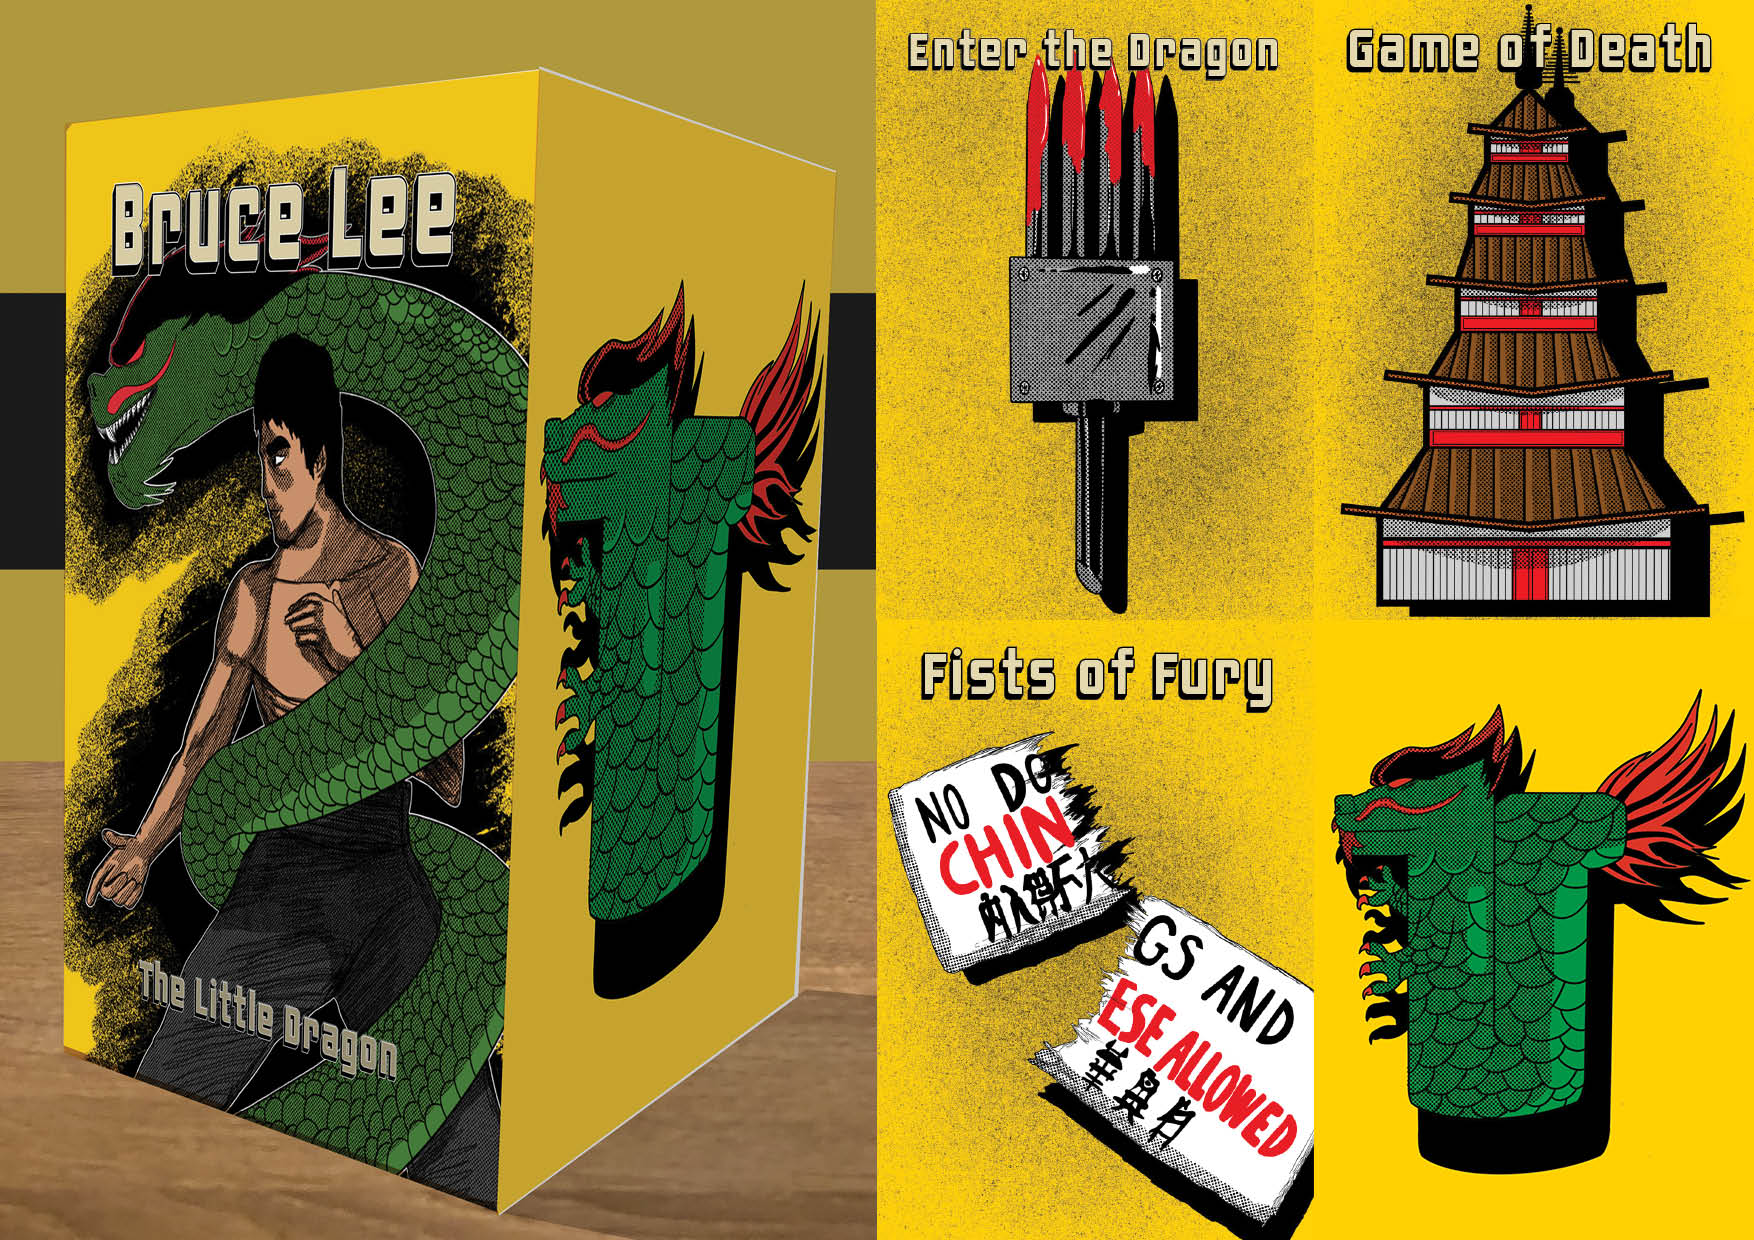 Bruce Lee
The Little Dragon
Enter the Dragon
Game of Death
Fists of Fury
NO DO
CHIN
GS AND
ESE ALLOWED